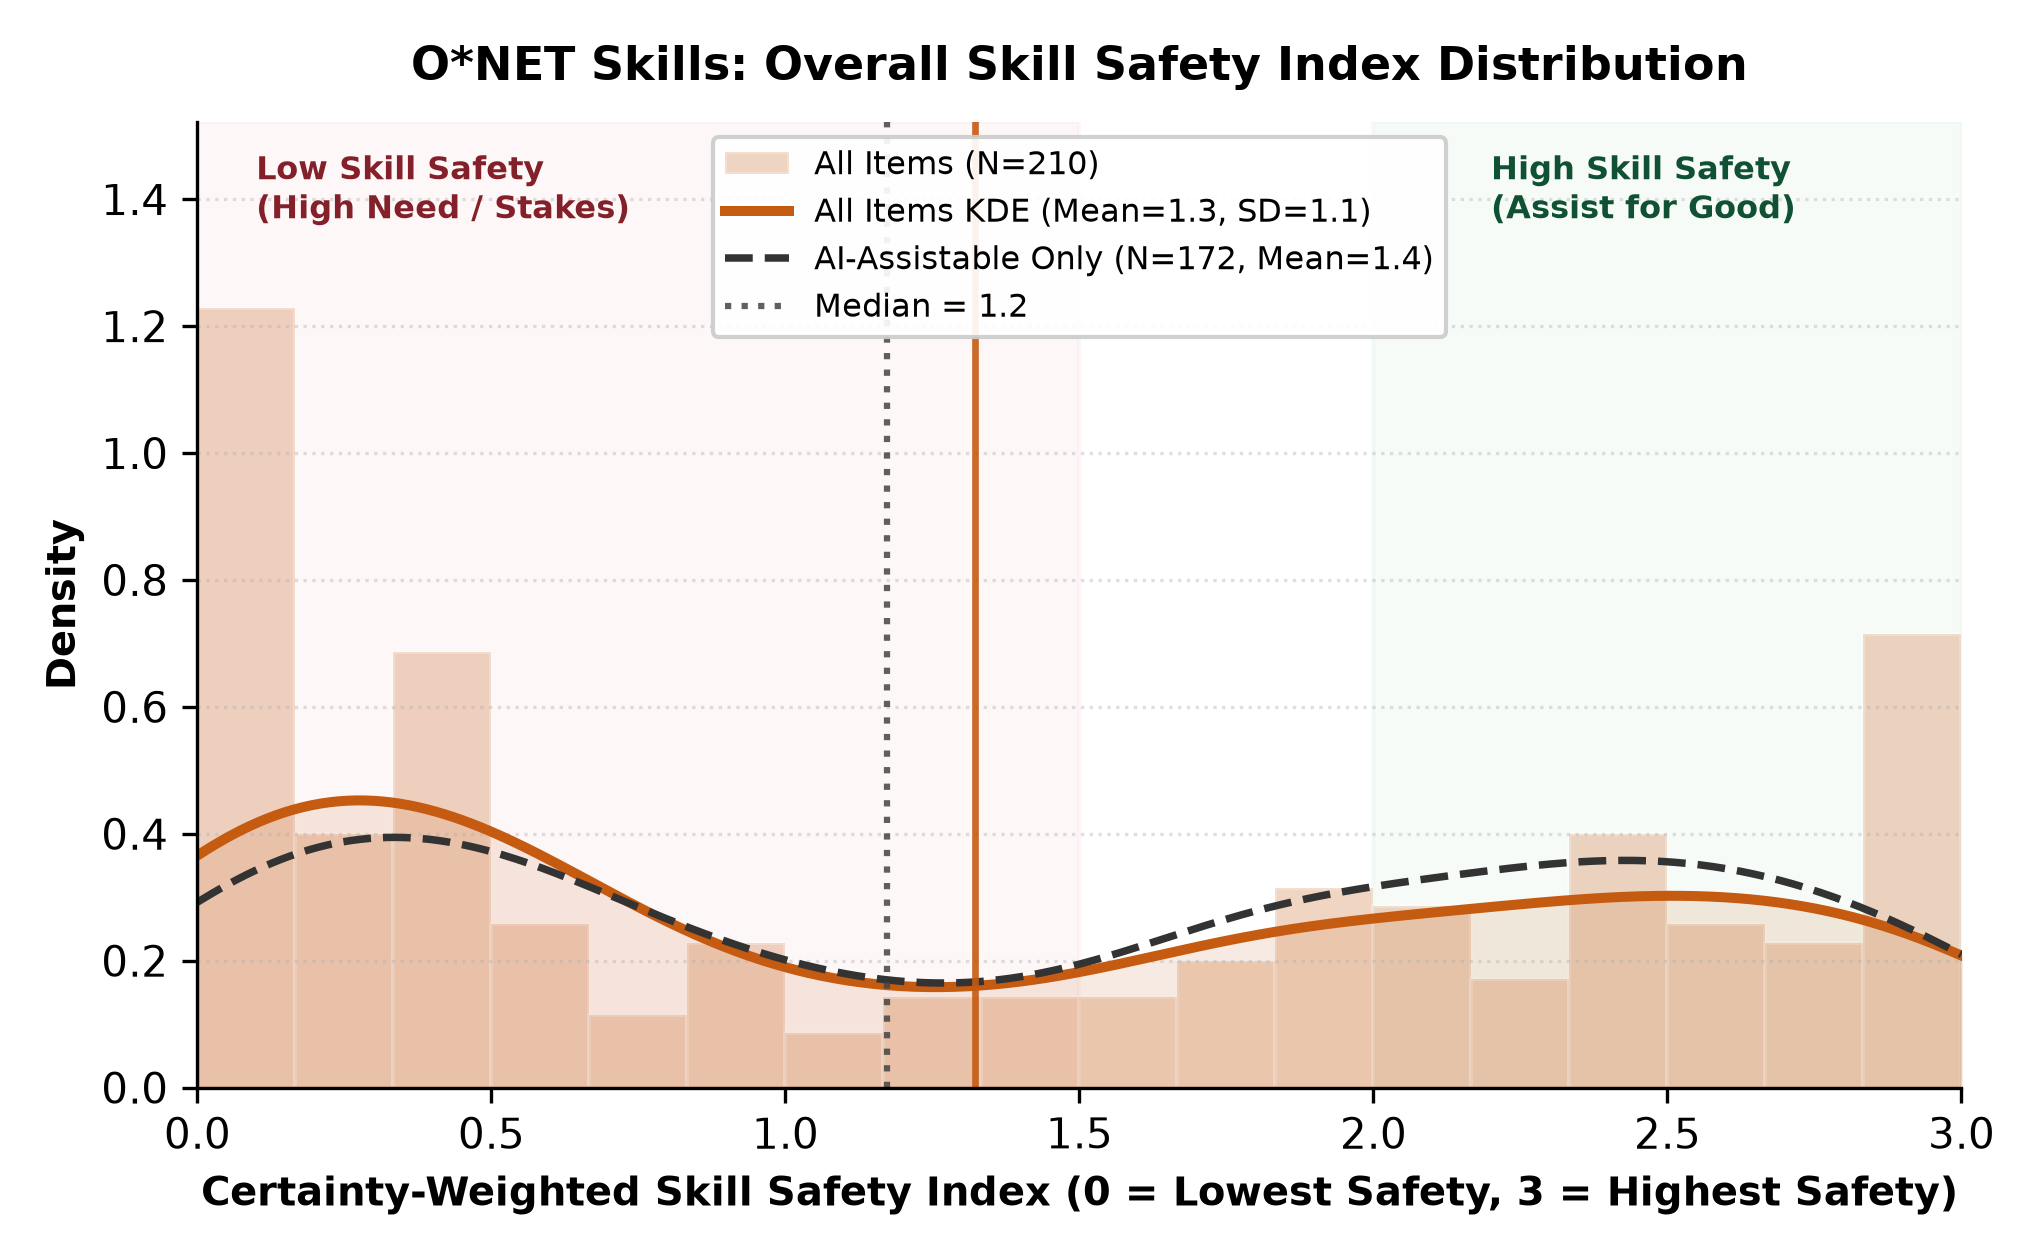 O*NET Skills: Overall Skill Safety Index Distribution
Low Skill Safety
(High Need / Stakes)
All Items (N=210)
All Items KDE (Mean=1.3, SD=1.1)
AI-Assistable Only (N=172, Mean=1.4)
Median = 1.2
High Skill Safety
(Assist for Good)
Density
1.4
1.2
1.0
0.8
0.6
0.4
0.2
0.0
0.0 0.5 1.0 1.5 2.0 2.5 3.0
Certainty-Weighted Skill Safety Index (0 = Lowest Safety, 3 = Highest Safety)